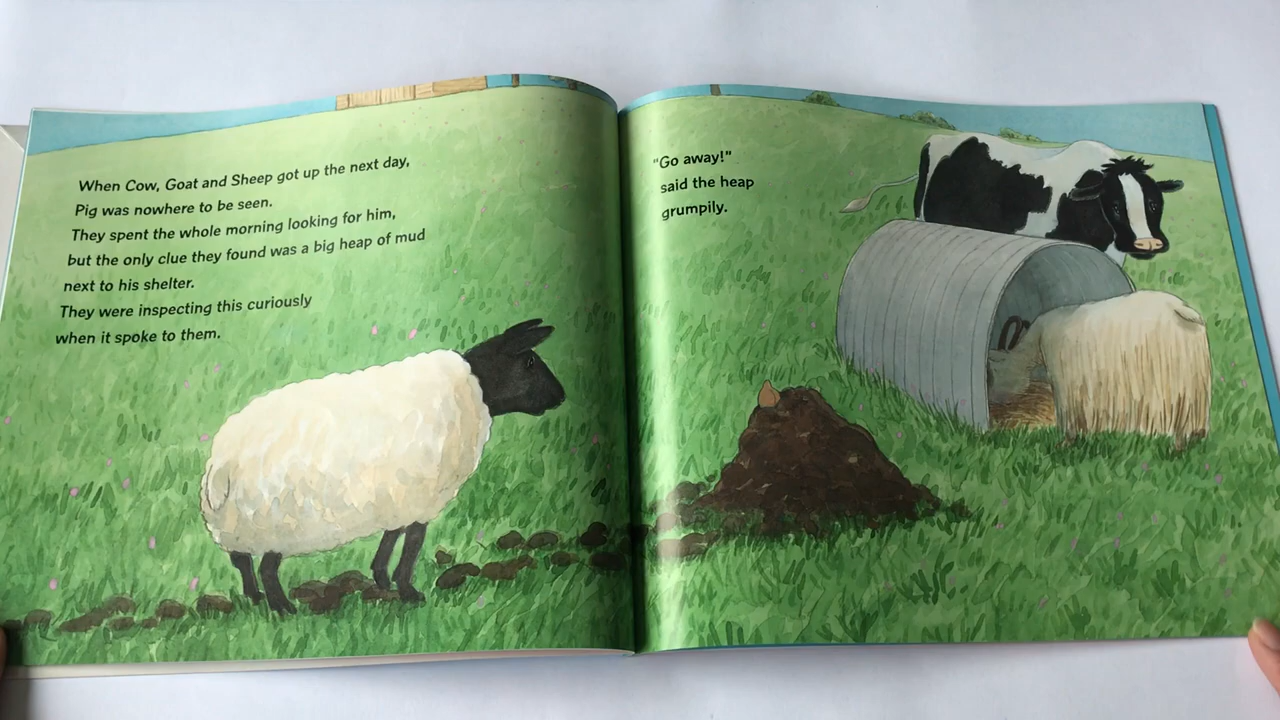 When Cow, Goat and Sheep got up the next day,
Pig was nowhere to be seen.
They spent the whole morning looking for him,
but the only clue they found was a big heap of mud
next to his shelter.
They were inspecting this curiously
when it spoke to them.
"Go away!"
said the heap
grumpily.